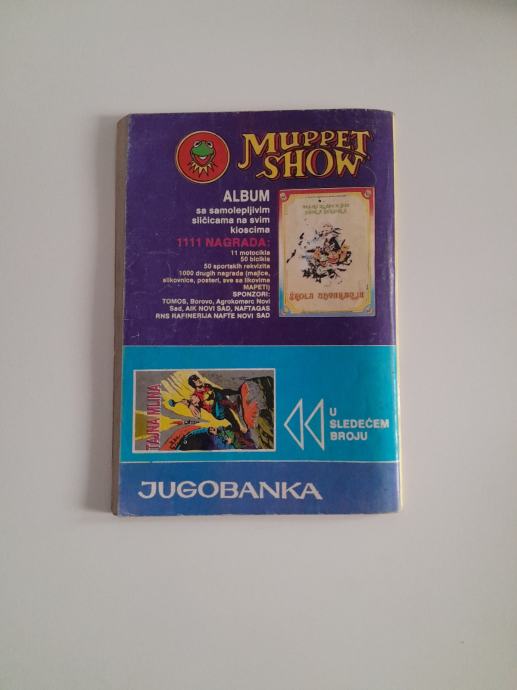 MUPPET
SHOW
ALBUM
sa samolepljivim
sličicama na svim
kioscima
1111 NAGRADA:
11 motocikla
50 bicikla
50 sportskih rekvizita
1000 drugih nagrada (majice,
slikovnice, posteri, sve sa likovima
MAPETI)
SPONZORI:
TOMOS, Borovo, Agrokomerc Novi
Sad, AIK NOVI SAD, NAFTAGAS
RNS RAFINERIJA NAFTE NOVI SAD
TAJNA MLINA
U
SLEDEĆEM
BROJU
JUGOBANKA